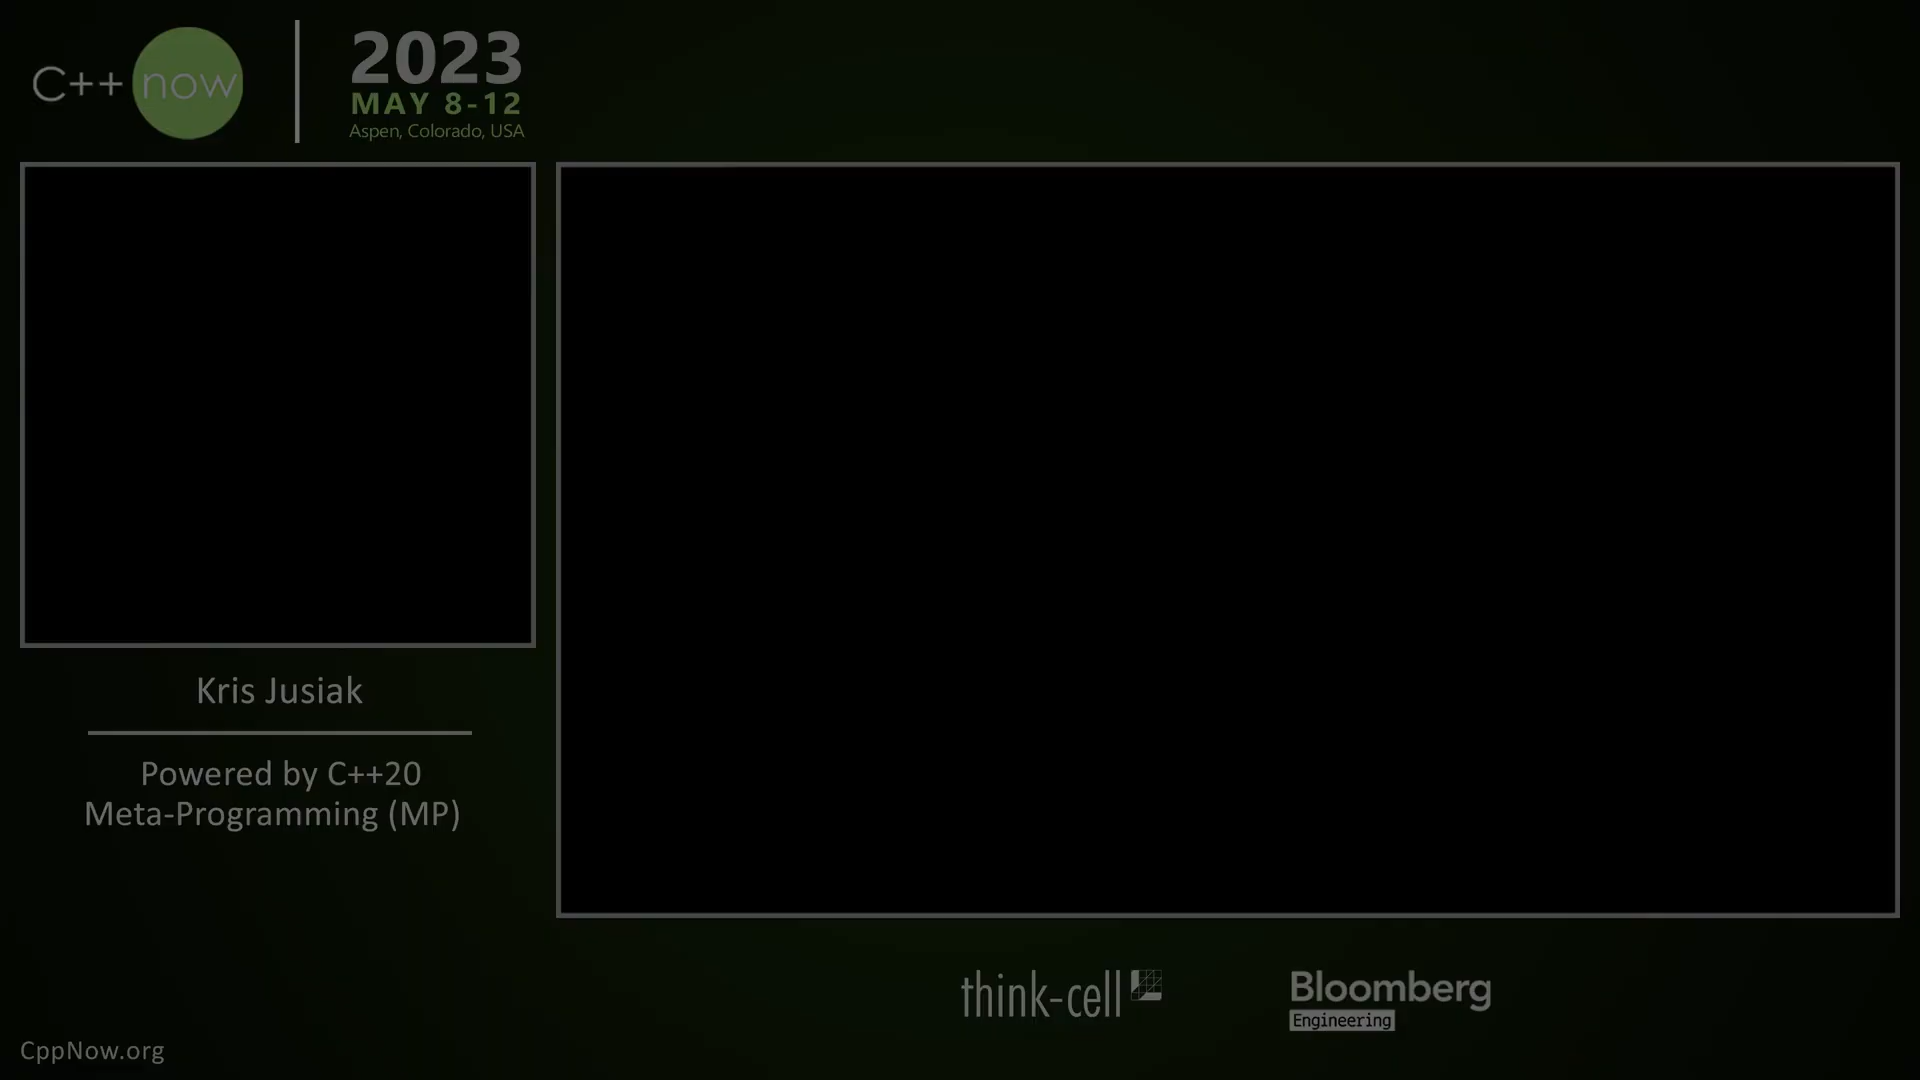 C++ now
2023
MAY 8-12
Aspen, Colorado, USA
Kris Jusiak
Powered by C++20
Meta-Programming (MP)
think-cell
Bloomberg
Engineering
CppNow.org